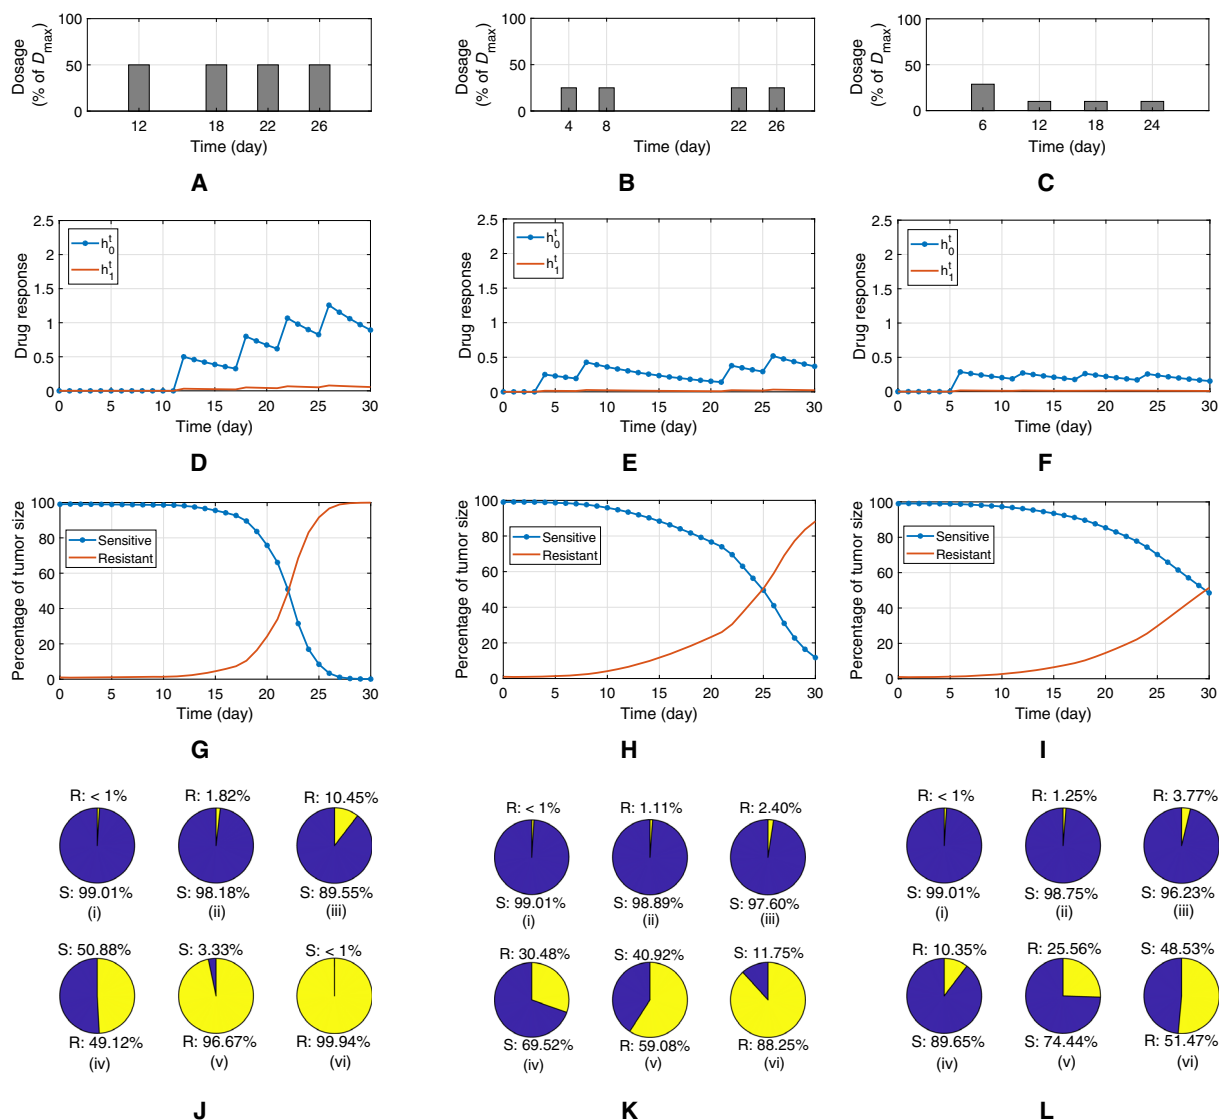 100
50
0
Dosage
(% of Dmax)
12 18 22 26
Time (day)
A
100
50
0
Dosage
(% of Dmax)
4 8 22 26
Time (day)
B
100
50
0
Dosage
(% of Dmax)
6 12 18 24
Time (day)
C
2.5
2
1.5
1
0.5
0
Drug response
h₀ᵗ
h₁ᵗ
0 5 10 15 20 25 30
Time (day)
D
2.5
2
1.5
1
0.5
0
Drug response
h₀ᵗ
h₁ᵗ
0 5 10 15 20 25 30
Time (day)
E
2.5
2
1.5
1
0.5
0
Drug response
h₀ᵗ
h₁ᵗ
0 5 10 15 20 25 30
Time (day)
F
100
80
60
40
20
0
Percentage of tumor size
Sensitive
Resistant
0 5 10 15 20 25 30
Time (day)
G
100
80
60
40
20
0
Percentage of tumor size
Sensitive
Resistant
0 5 10 15 20 25 30
Time (day)
H
100
80
60
40
20
0
Percentage of tumor size
Sensitive
Resistant
0 5 10 15 20 25 30
Time (day)
I
R: < 1%
S: 99.01%
(i)
R: 1.82%
S: 98.18%
(ii)
R: 10.45%
S: 89.55%
(iii)
S: 50.88%
R: 49.12%
(iv)
S: 3.33%
R: 96.67%
(v)
S: < 1%
R: 99.94%
(vi)
J
R: < 1%
S: 99.01%
(i)
R: 1.11%
S: 98.89%
(ii)
R: 2.40%
S: 97.60%
(iii)
R: 30.48%
S: 69.52%
(iv)
S: 40.92%
R: 59.08%
(v)
S: 11.75%
R: 88.25%
(vi)
K
R: < 1%
S: 99.01%
(i)
R: 1.25%
S: 98.75%
(ii)
R: 3.77%
S: 96.23%
(iii)
R: 10.35%
S: 89.65%
(iv)
R: 25.56%
S: 74.44%
(v)
S: 48.53%
R: 51.47%
(vi)
L